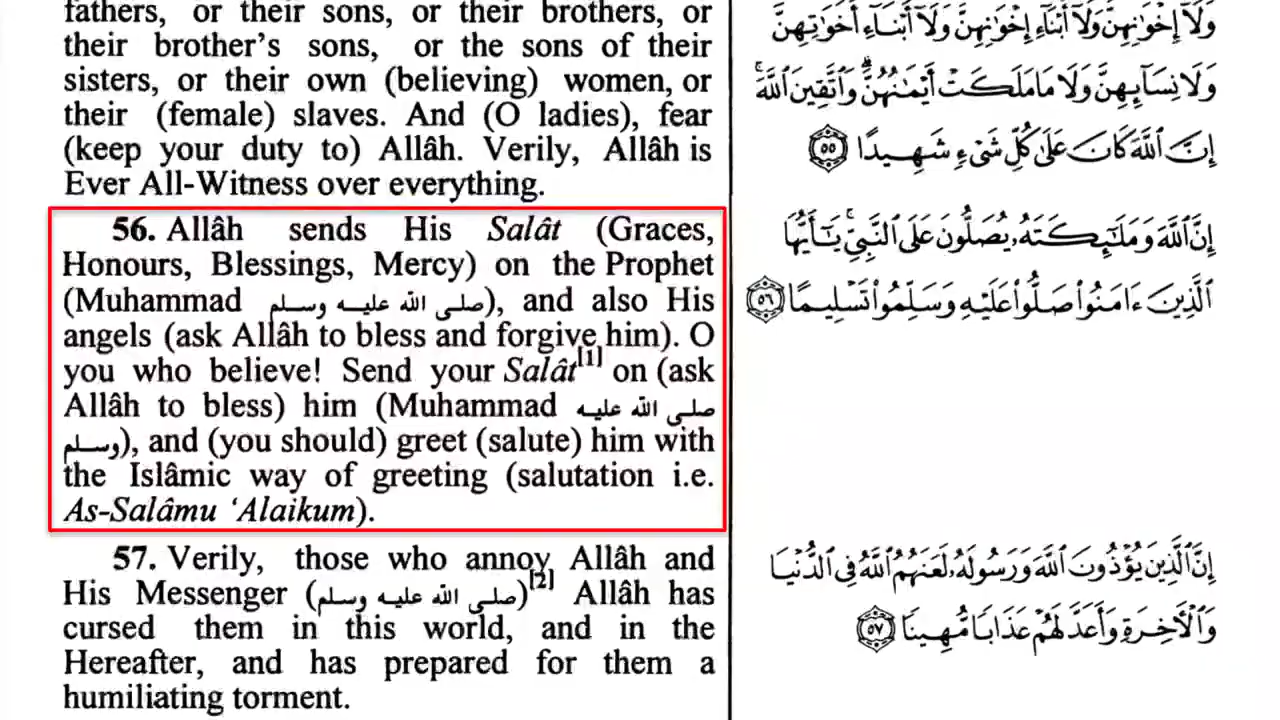 fathers, or their sons, or their brothers, or
their brother's sons, or the sons of their
sisters, or their own (believing) women, or
their (female) slaves. And (O ladies), fear
(keep your duty to) Allâh. Verily, Allâh is
Ever All-Witness over everything.
56. Allâh sends His Salât (Graces,
Honours, Blessings, Mercy) on the Prophet
(Muhammad صلى الله عليه وسلم), and also His
angels (ask Allâh to bless and forgive him). O
you who believe! Send your Salât[1] on (ask
Allâh to bless) him (Muhammad صلى الله عليه
وسلم), and (you should) greet (salute) him with
the Islâmic way of greeting (salutation i.e.
As-Salâmu ‘Alaikum).
57. Verily, those who annoy Allâh and
His Messenger (صلى الله عليه وسلم)[2] Allâh has
cursed them in this world, and in the
Hereafter, and has prepared for them a
humiliating torment.
وَلَآ إِخْوَٰنِهِنَّ وَلَآ أَبْنَآءِ إِخْوَٰنِهِنَّ وَلَآ أَبْنَآءِ أَخَوَٰتِهِنَّ
وَلَا نِسَآئِهِنَّ وَلَا مَا مَلَكَتْ أَيْمَٰنُهُنَّ ۗ وَٱتَّقِينَ ٱللَّهَ ۚ
إِنَّ ٱللَّهَ كَانَ عَلَىٰ كُلِّ شَىْءٍ شَهِيدًا ٥٥
إِنَّ ٱللَّهَ وَمَلَٰٓئِكَتَهُۥ يُصَلُّونَ عَلَى ٱلنَّبِىِّ ۚ يَٰٓأَيُّهَا
ٱلَّذِينَ ءَامَنُوا۟ صَلُّوا۟ عَلَيْهِ وَسَلِّمُوا۟ تَسْلِيمًا ٥٦
إِنَّ ٱلَّذِينَ يُؤْذُونَ ٱللَّهَ وَرَسُولَهُۥ لَعَنَهُمُ ٱللَّهُ فِى ٱلدُّنْيَا
وَٱلْءَاخِرَةِ وَأَعَدَّ لَهُمْ عَذَابًا مُّهِينًا ٥٧